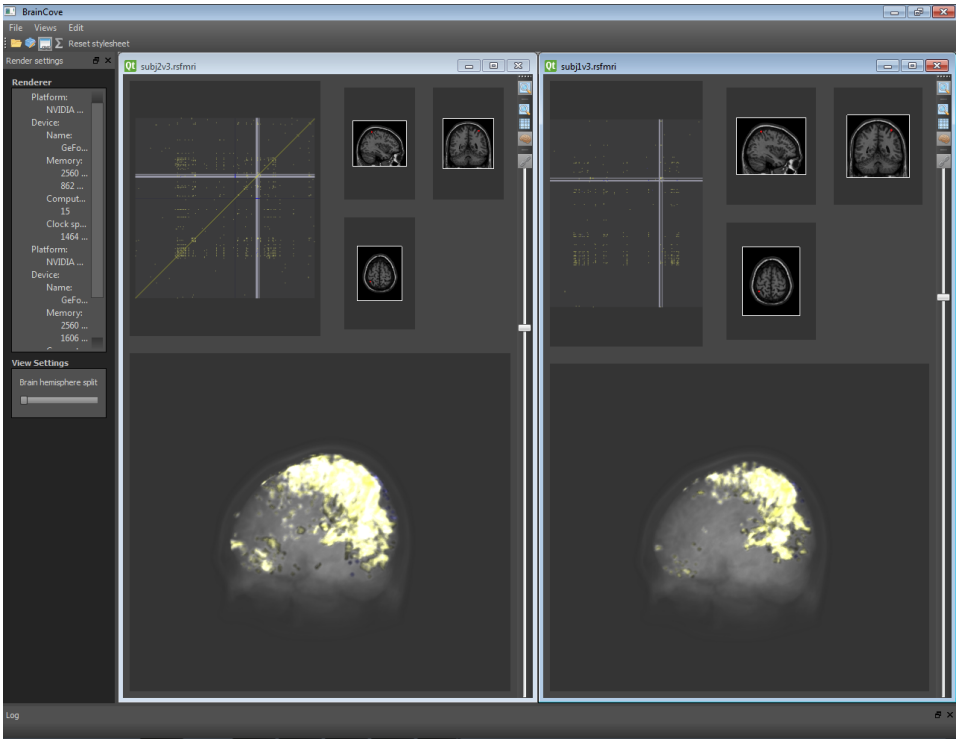 BrainCove
File Views Edit
Reset stylesheet
Render settings
Qt subj2v3.rsfmri
Qt subj1v3.rsfmri
Renderer
Platform:
NVIDIA ...
Device:
Name:
GeFo...
Memory:
2560 ...
862 ...
Comput...
15
Clock sp...
1464 ...
Platform:
NVIDIA ...
Device:
Name:
GeFo...
Memory:
2560 ...
1606 ...
View Settings
Brain hemisphere split
Log